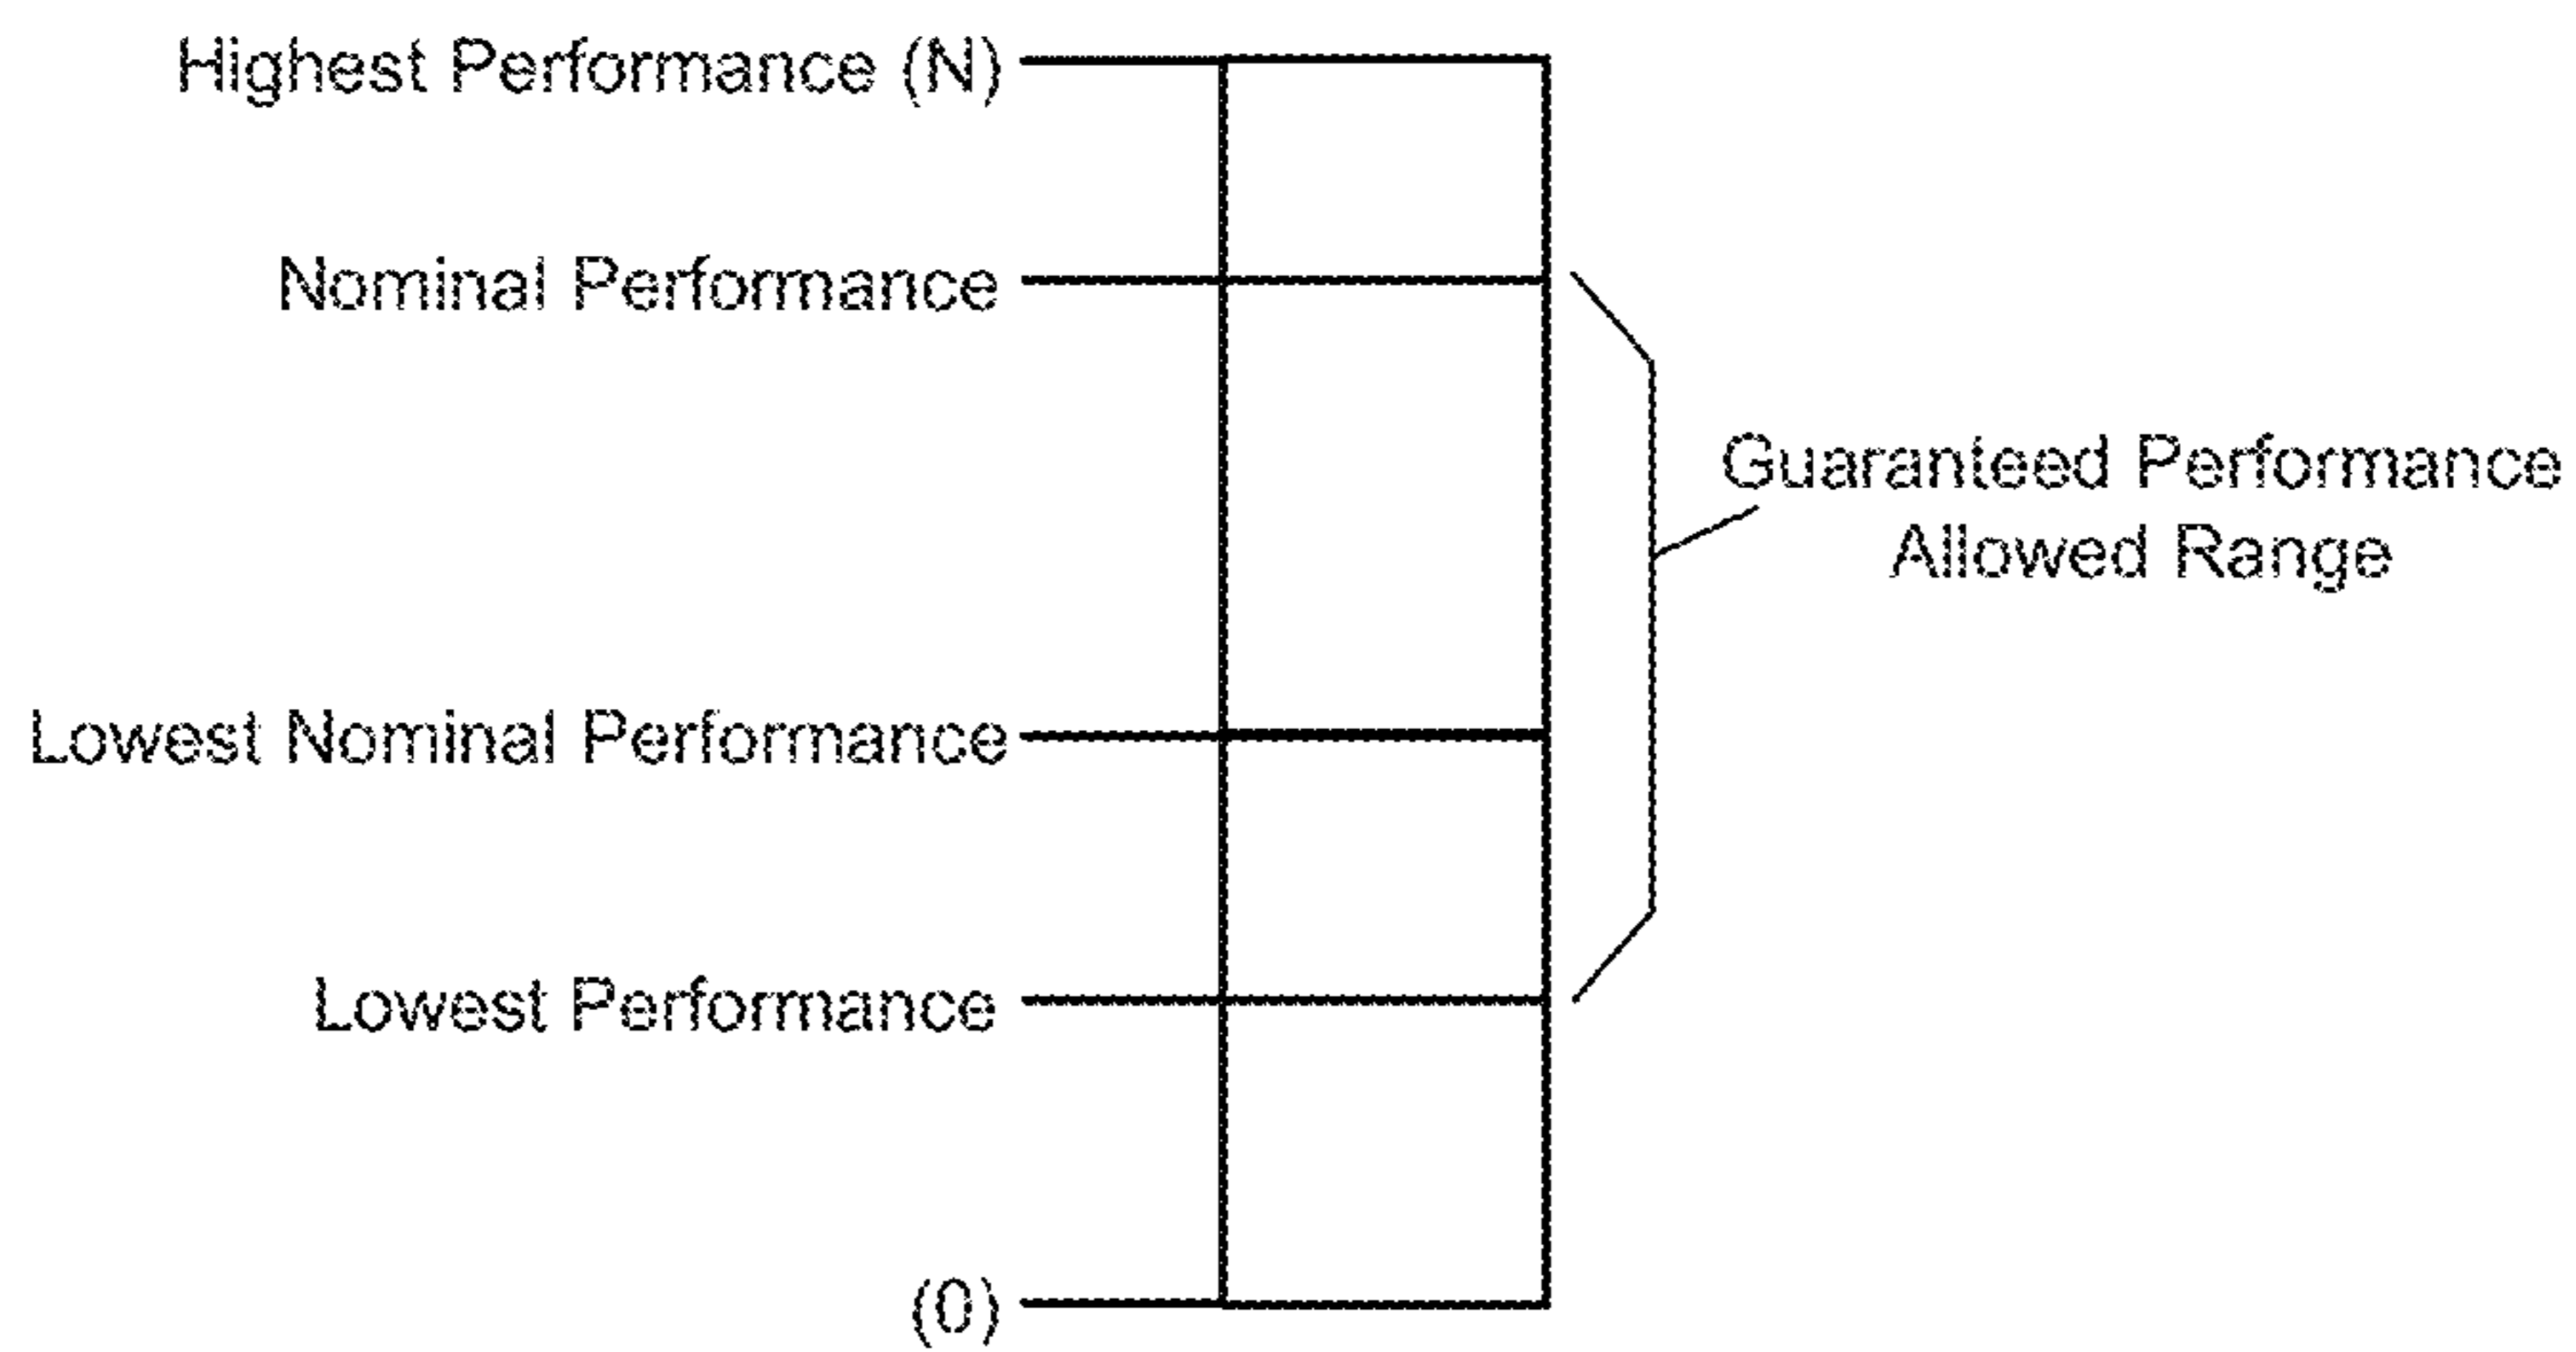 Highest Performance (N)
Nominal Performance
Guaranteed Performance
Allowed Range
Lowest Nominal Performance
Lowest Performance
(0)